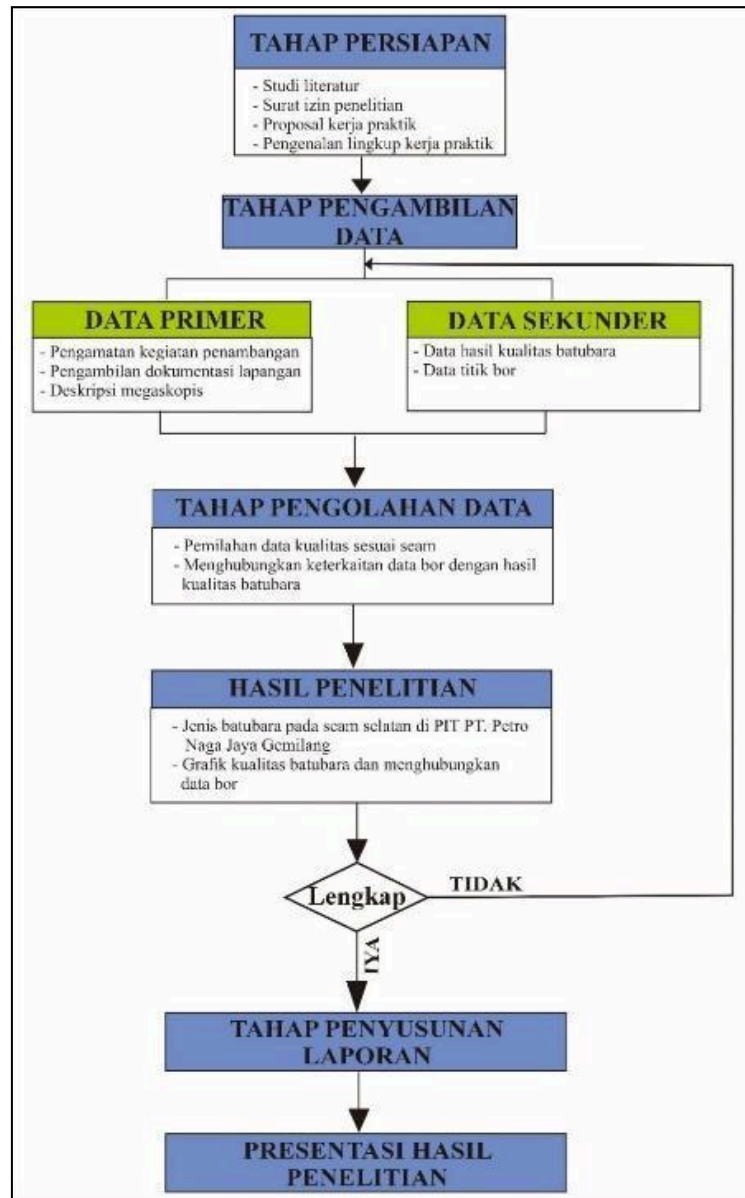 TAHAP PERSIAPAN
- Studi literatur
- Surat izin penelitian
- Proposal kerja praktik
- Pengenalan lingkup kerja praktik
TAHAP PENGAMBILAN
DATA
DATA PRIMER
- Pengamatan kegiatan penambangan
- Pengambilan dokumentasi lapangan
- Deskripsi megaskopis
DATA SEKUNDER
- Data hasil kualitas batubara
- Data titik bor
TAHAP PENGOLAHAN DATA
- Pemilahan data kualitas sesuai seam
- Menghubungkan keterkaitan data bor dengan hasil
kualitas batubara
HASIL PENELITIAN
- Jenis batubara pada seam selatan di PIT PT. Petro
Naga Jaya Gemilang
- Grafik kualitas batubara dan menghubungkan
data bor
Lengkap
TIDAK
IYA
TAHAP PENYUSUNAN
LAPORAN
PRESENTASI HASIL
PENELITIAN